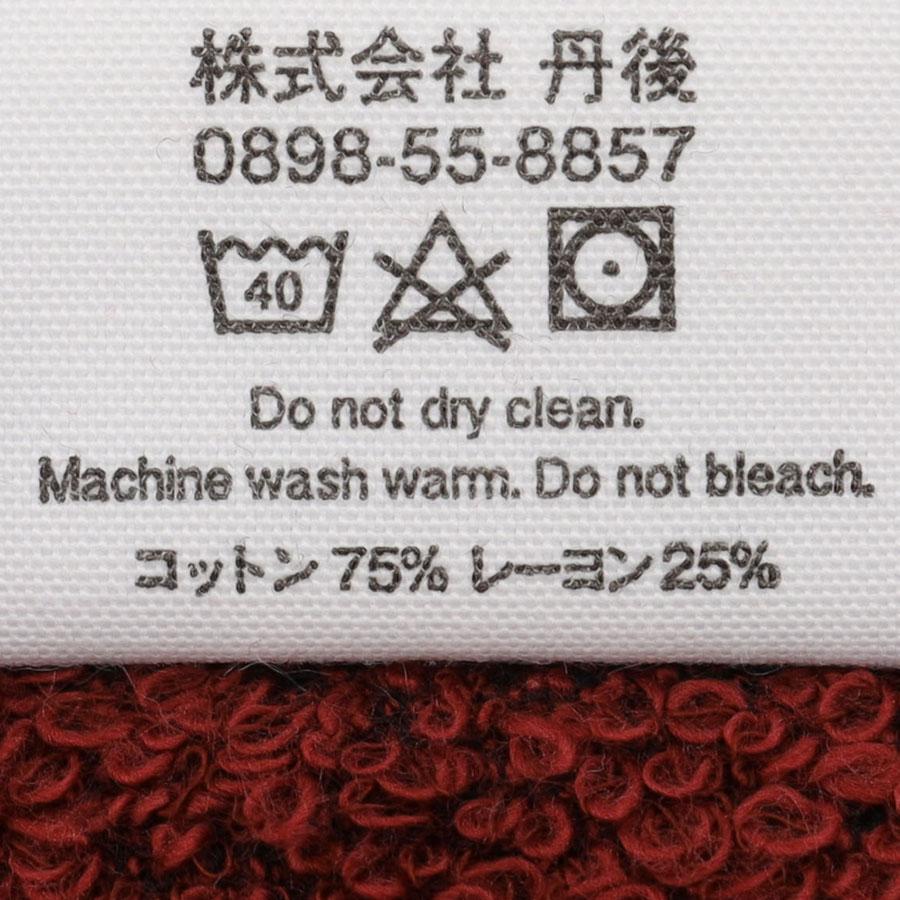 株式会社 丹後
0898-55-8857
40
Do not dry clean.
Machine wash warm. Do not bleach.
コットン 75% レーヨン 25%